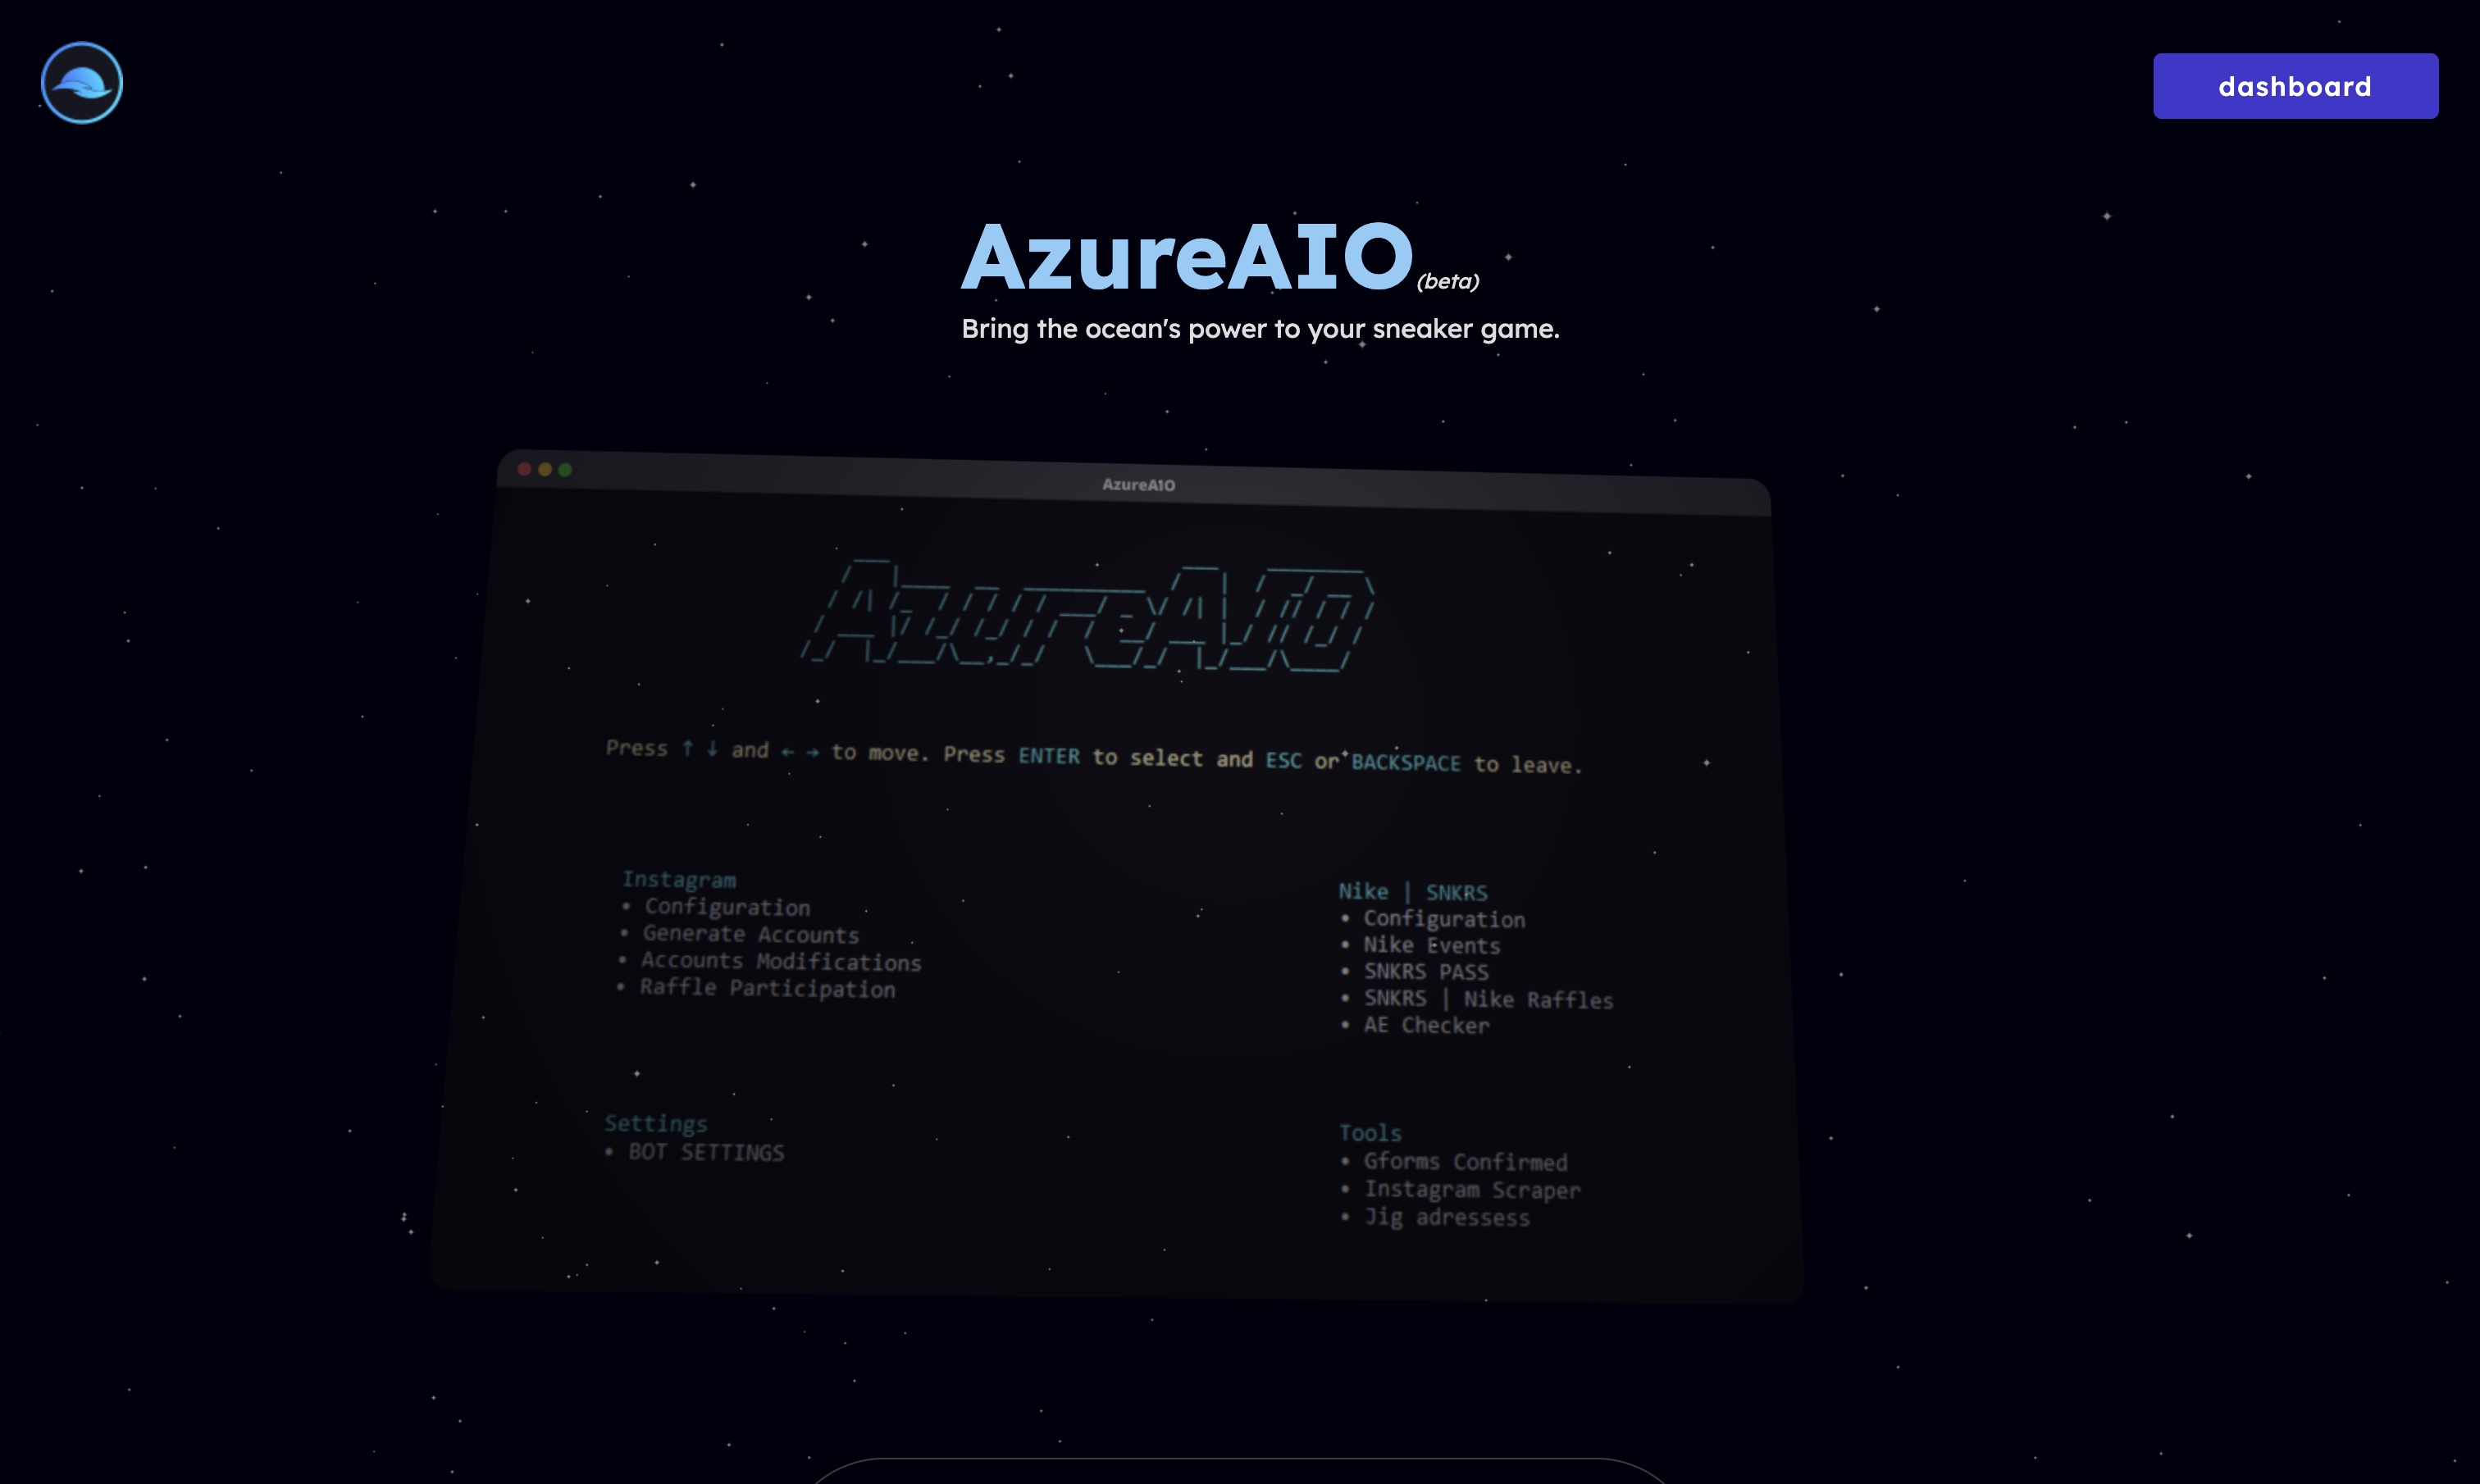 dashboard
AzureAIO (beta)
Bring the ocean's power to your sneaker game.
AzureAIO
AzureAIO
Press ↑ ↓ and ← → to move. Press ENTER to select and ESC or BACKSPACE to leave.
Instagram
• Configuration
• Generate Accounts
• Accounts Modifications
• Raffle Participation
Nike | SNKRS
• Configuration
• Nike Events
• SNKRS PASS
• SNKRS | Nike Raffles
• AE Checker
Settings
• BOT SETTINGS
Tools
• Gforms Confirmed
• Instagram Scraper
• Jig adressess